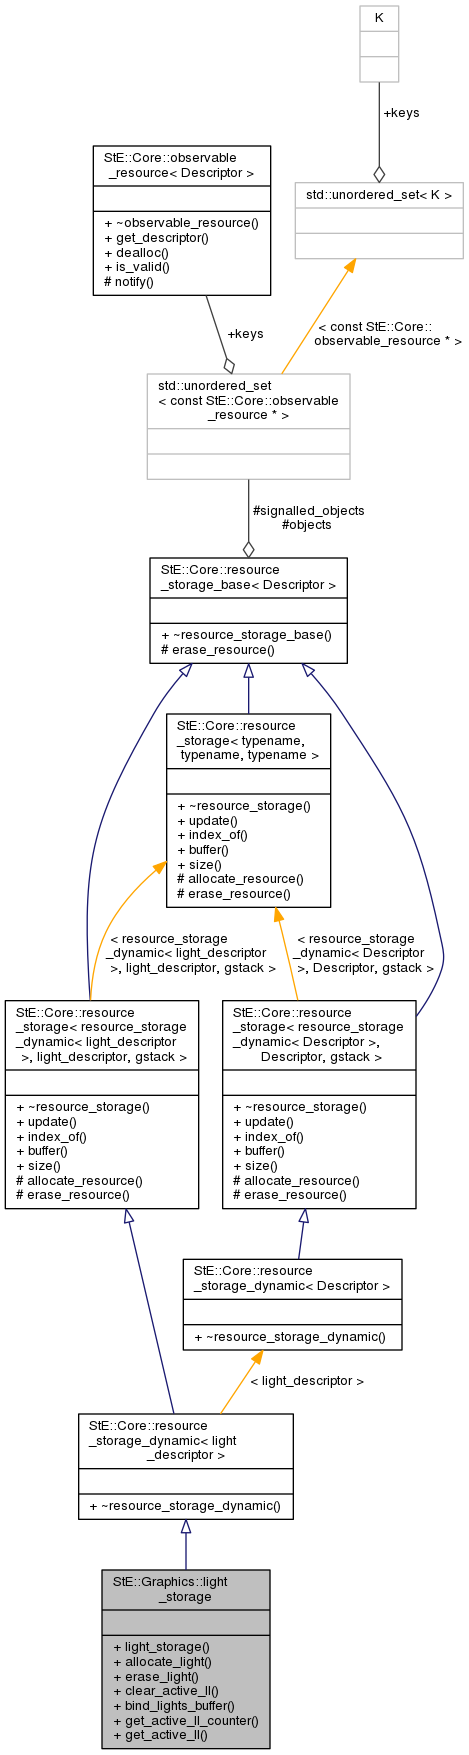 K
+keys
StE::Core::observable
_resource< Descriptor >
+ ~observable_resource()
+ get_descriptor()
+ dealloc()
+ is_valid()
# notify()
std::unordered_set< K >
+keys
< const StE::Core::
observable_resource * >
std::unordered_set
< const StE::Core::observable
_resource * >
#signalled_objects
#objects
StE::Core::resource
_storage_base< Descriptor >
+ ~resource_storage_base()
# erase_resource()
StE::Core::resource
_storage< typename,
typename, typename >
+ ~resource_storage()
+ update()
+ index_of()
+ buffer()
+ size()
# allocate_resource()
# erase_resource()
< resource_storage
_dynamic< light_descriptor
>, light_descriptor, gstack >
< resource_storage
_dynamic< Descriptor
>, Descriptor, gstack >
StE::Core::resource
_storage< resource_storage
_dynamic< light_descriptor
>, light_descriptor, gstack >
+ ~resource_storage()
+ update()
+ index_of()
+ buffer()
+ size()
# allocate_resource()
# erase_resource()
StE::Core::resource
_storage< resource_storage
_dynamic< Descriptor >,
Descriptor, gstack >
+ ~resource_storage()
+ update()
+ index_of()
+ buffer()
+ size()
# allocate_resource()
# erase_resource()
StE::Core::resource
_storage_dynamic< Descriptor >
+ ~resource_storage_dynamic()
< light_descriptor >
StE::Core::resource
_storage_dynamic< light
_descriptor >
+ ~resource_storage_dynamic()
StE::Graphics::light
_storage
+ light_storage()
+ allocate_light()
+ erase_light()
+ clear_active_ll()
+ bind_lights_buffer()
+ get_active_ll_counter()
+ get_active_ll()